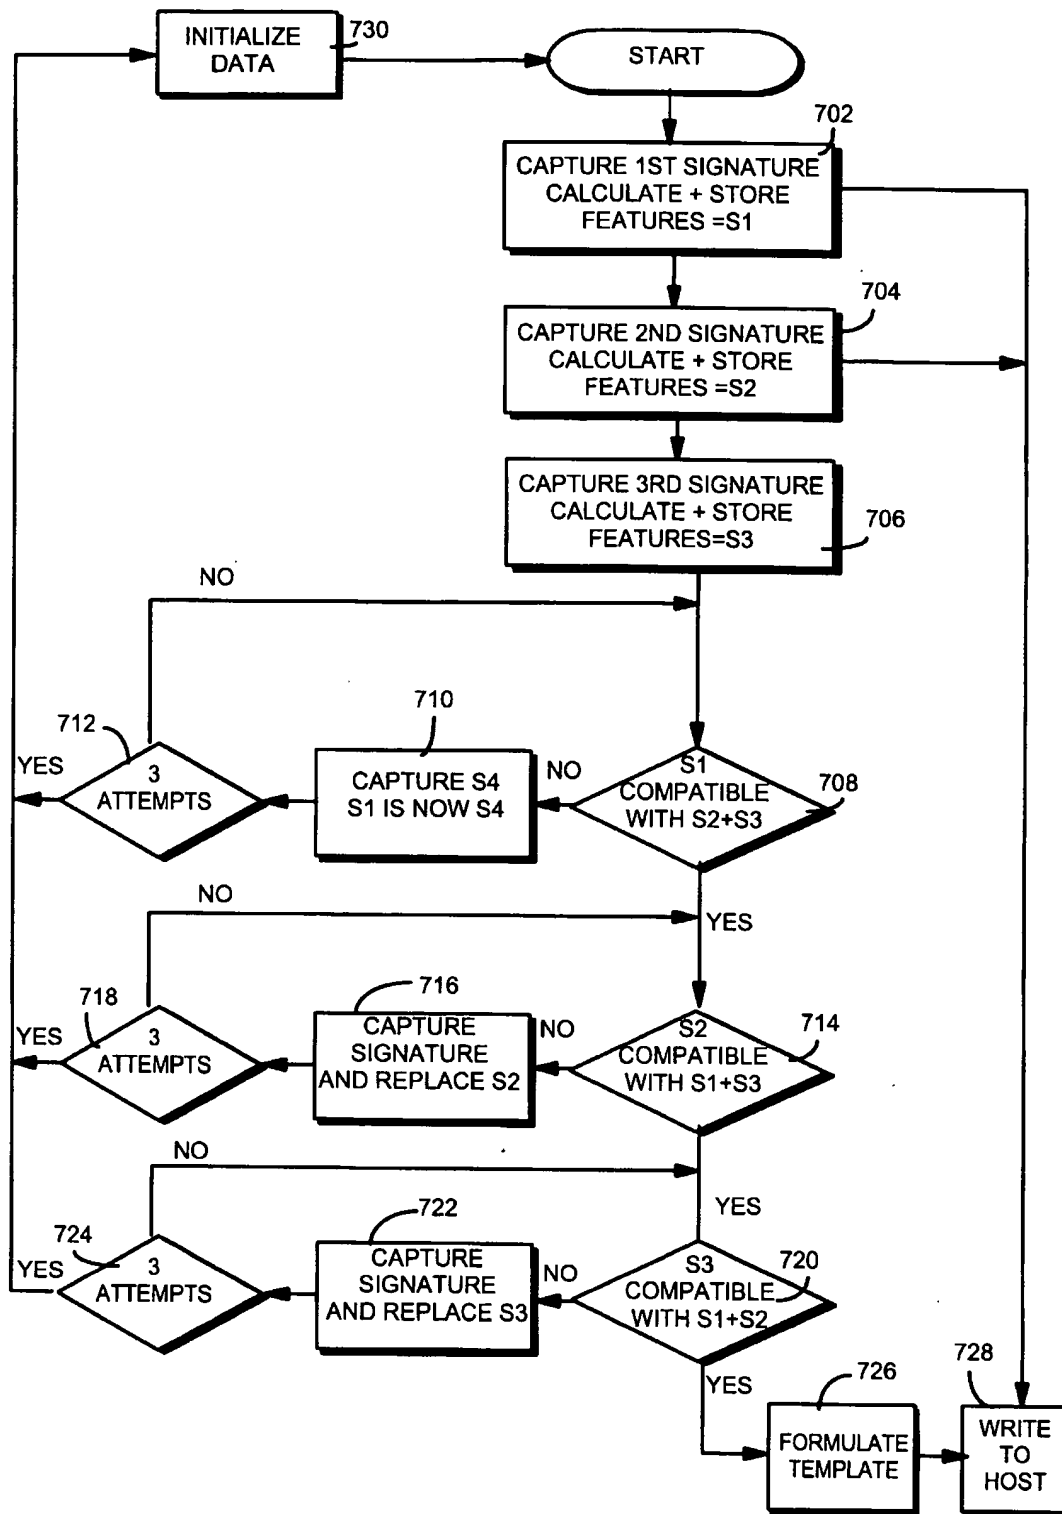 INITIALIZE
DATA
730
START
702
CAPTURE 1ST SIGNATURE
CALCULATE + STORE
FEATURES =S1
704
CAPTURE 2ND SIGNATURE
CALCULATE + STORE
FEATURES =S2
CAPTURE 3RD SIGNATURE
CALCULATE + STORE
FEATURES=S3
706
NO
712
YES
3
ATTEMPTS
710
CAPTURE S4
S1 IS NOW S4
NO
S1
COMPATIBLE
WITH S2+S3
708
NO
YES
718
YES
3
ATTEMPTS
716
CAPTURE
SIGNATURE
AND REPLACE S2
NO
S2
COMPATIBLE
WITH S1+S3
714
NO
YES
724
YES
3
ATTEMPTS
722
CAPTURE
SIGNATURE
AND REPLACE S3
NO
S3
COMPATIBLE
WITH S1+S2
720
YES
726
FORMULATE
TEMPLATE
728
WRITE
TO
HOST